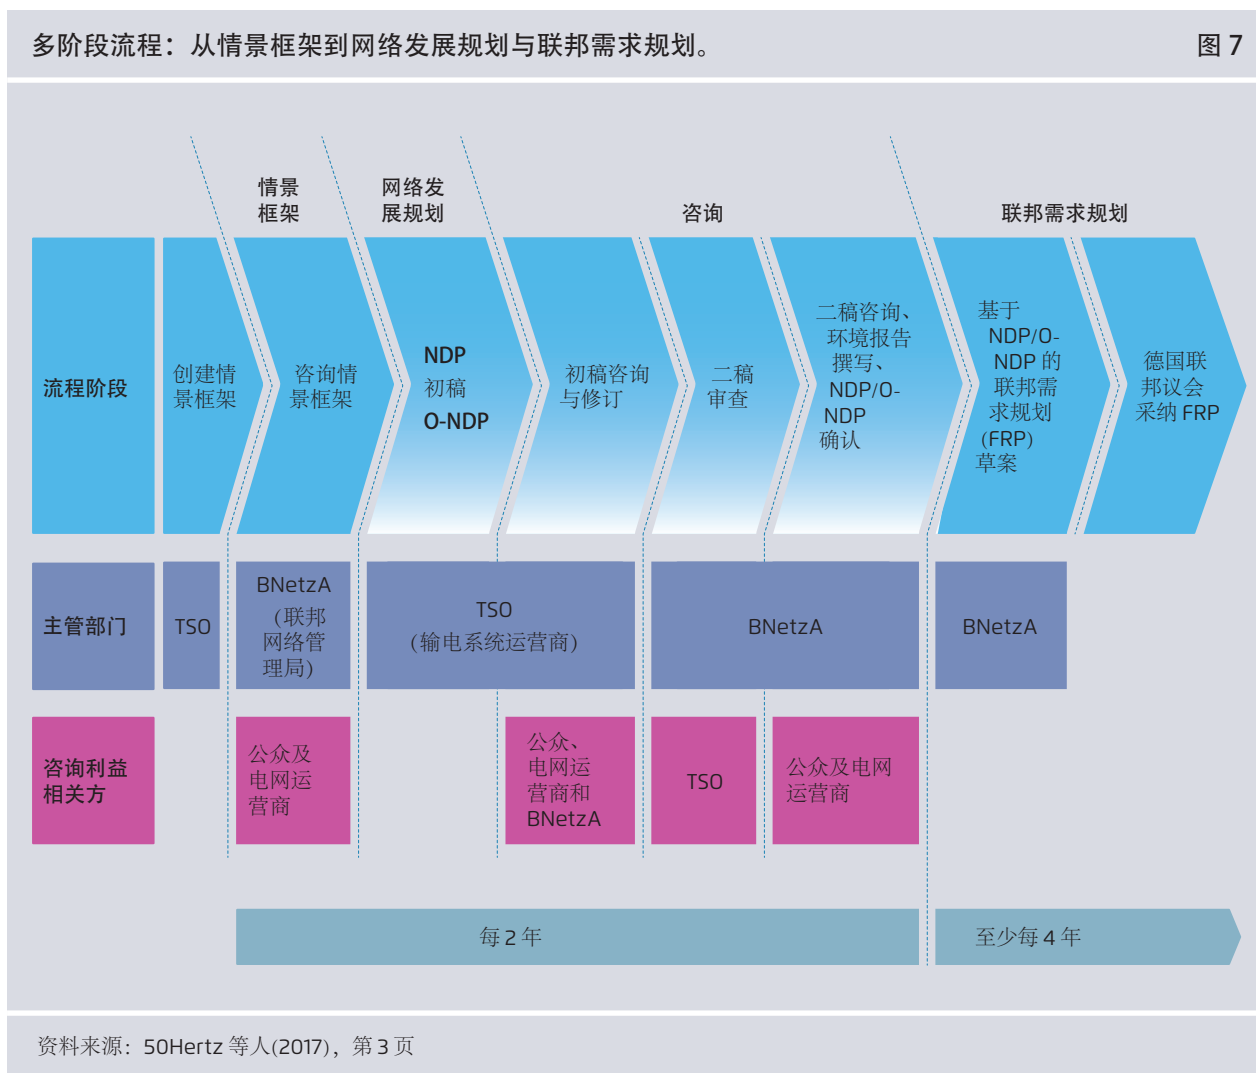 多阶段流程：从情景框架到网络发展规划与联邦需求规划。
图 7
情景
框架
网络发
展规划
咨询
联邦需求规划
流程阶段
创建情
景框架
咨询情
景框架
NDP
初稿
O-NDP
初稿咨询
与修订
二稿
审查
二稿咨询、
环境报告
撰写、
NDP/O-
NDP
确认
基于
NDP/O-
NDP 的
联邦需
求规划
(FRP)
草案
德国联
邦议会
采纳 FRP
主管部门
TSO
BNetzA
（联邦
网络管
理局）
TSO
（输电系统运营商）
BNetzA
BNetzA
咨询利益
相关方
公众及
电网运
营商
公众、
电网运
营商和
BNetzA
TSO
公众及电网
运营商
每 2 年
至少每 4 年
资料来源：50Hertz 等人(2017)，第 3 页